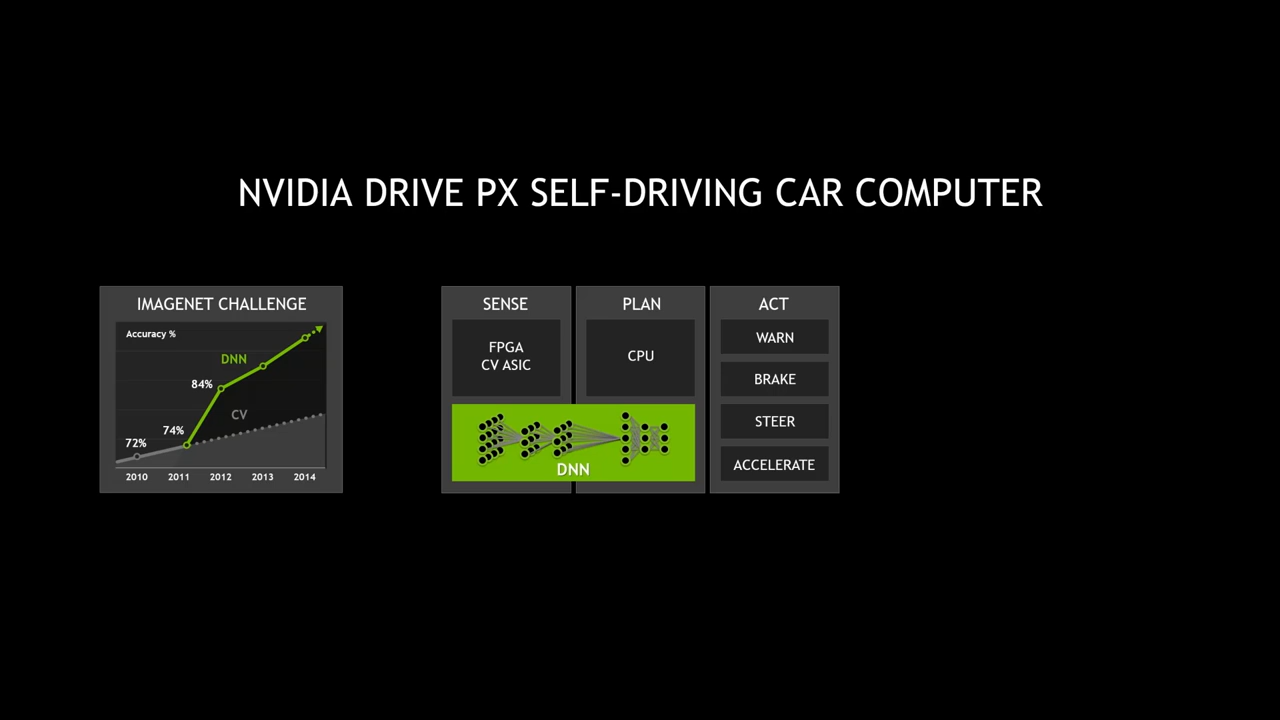 NVIDIA DRIVE PX SELF-DRIVING CAR COMPUTER
IMAGENET CHALLENGE
Accuracy %
DNN
84%
CV
74%
72%
2010 2011 2012 2013 2014
SENSE
FPGA
CV ASIC
PLAN
CPU
DNN
ACT
WARN
BRAKE
STEER
ACCELERATE